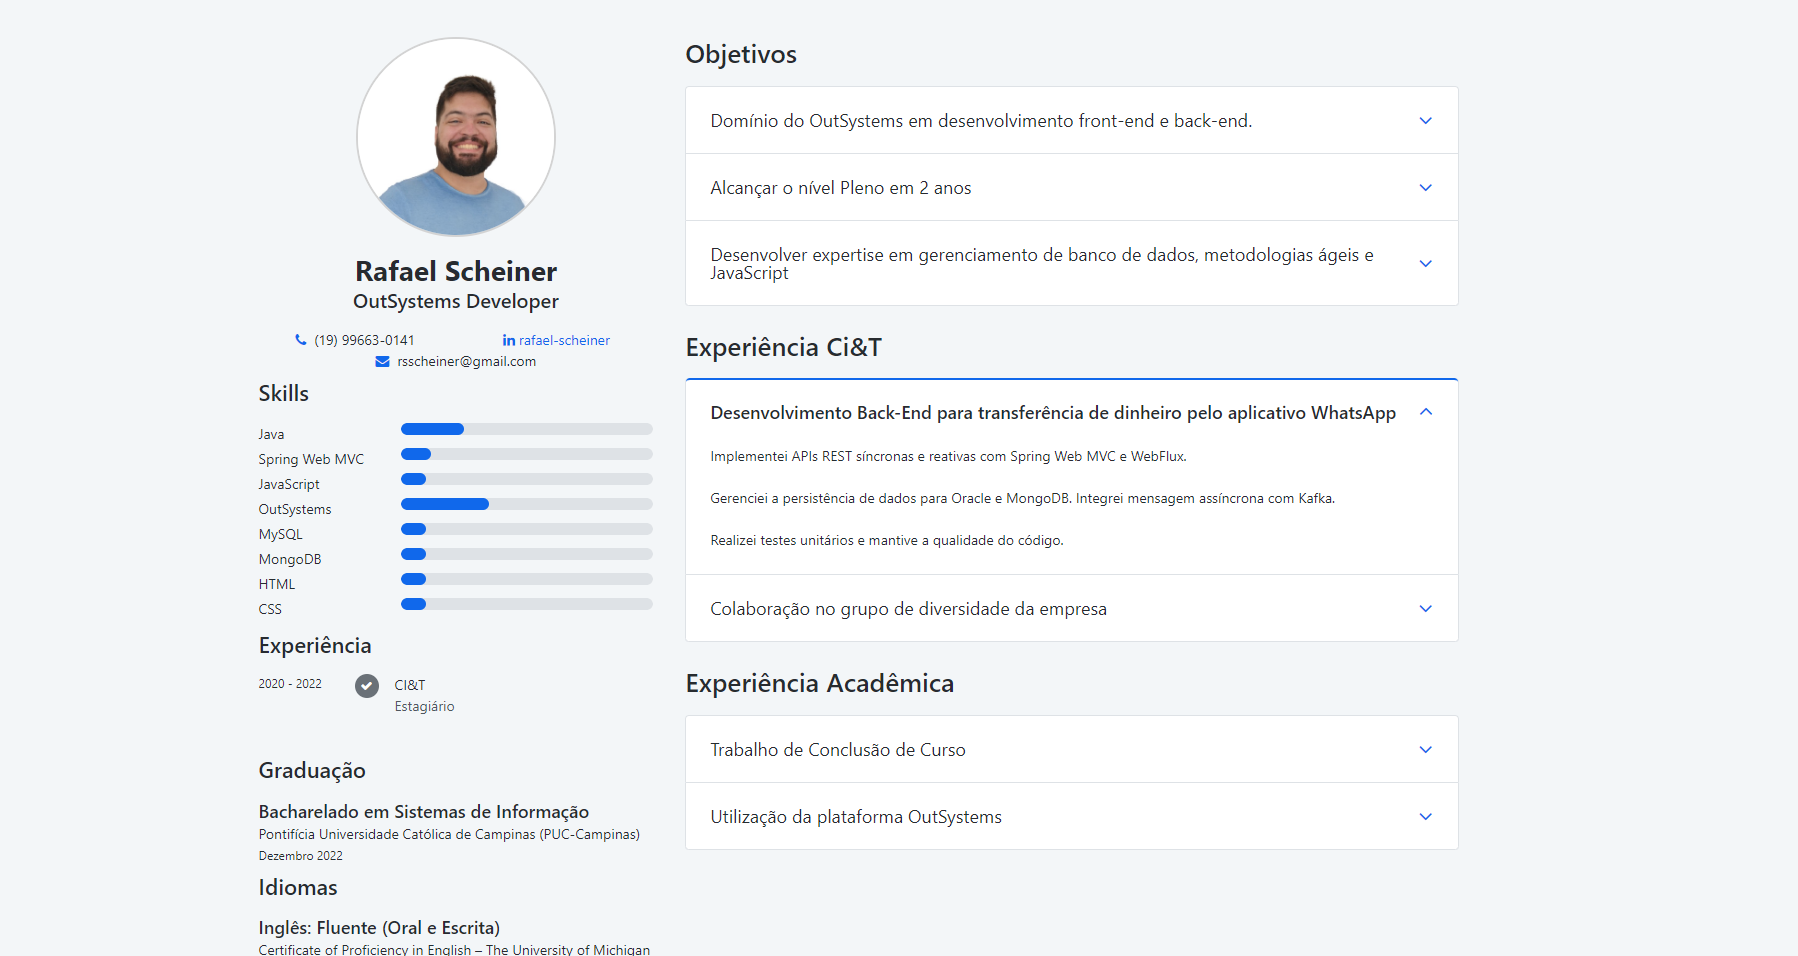 Rafael Scheiner
OutSystems Developer
(19) 99663-0141
in rafael-scheiner
rsscheiner@gmail.com
Skills
Java
Spring Web MVC
JavaScript
OutSystems
MySQL
MongoDB
HTML
CSS
Experiência
2020 - 2022
CI&T
Estagiário
Graduação
Bacharelado em Sistemas de Informação
Pontifícia Universidade Católica de Campinas (PUC-Campinas)
Dezembro 2022
Idiomas
Inglês: Fluente (Oral e Escrita)
Certificate of Proficiency in English – The University of Michigan
Objetivos
Domínio do OutSystems em desenvolvimento front-end e back-end.
Alcançar o nível Pleno em 2 anos
Desenvolver expertise em gerenciamento de banco de dados, metodologias ágeis e
JavaScript
Experiência Ci&T
Desenvolvimento Back-End para transferência de dinheiro pelo aplicativo WhatsApp
Implementei APIs REST síncronas e reativas com Spring Web MVC e WebFlux.
Gerenciei a persistência de dados para Oracle e MongoDB. Integrei mensagem assíncrona com Kafka.
Realizei testes unitários e mantive a qualidade do código.
Colaboração no grupo de diversidade da empresa
Experiência Acadêmica
Trabalho de Conclusão de Curso
Utilização da plataforma OutSystems